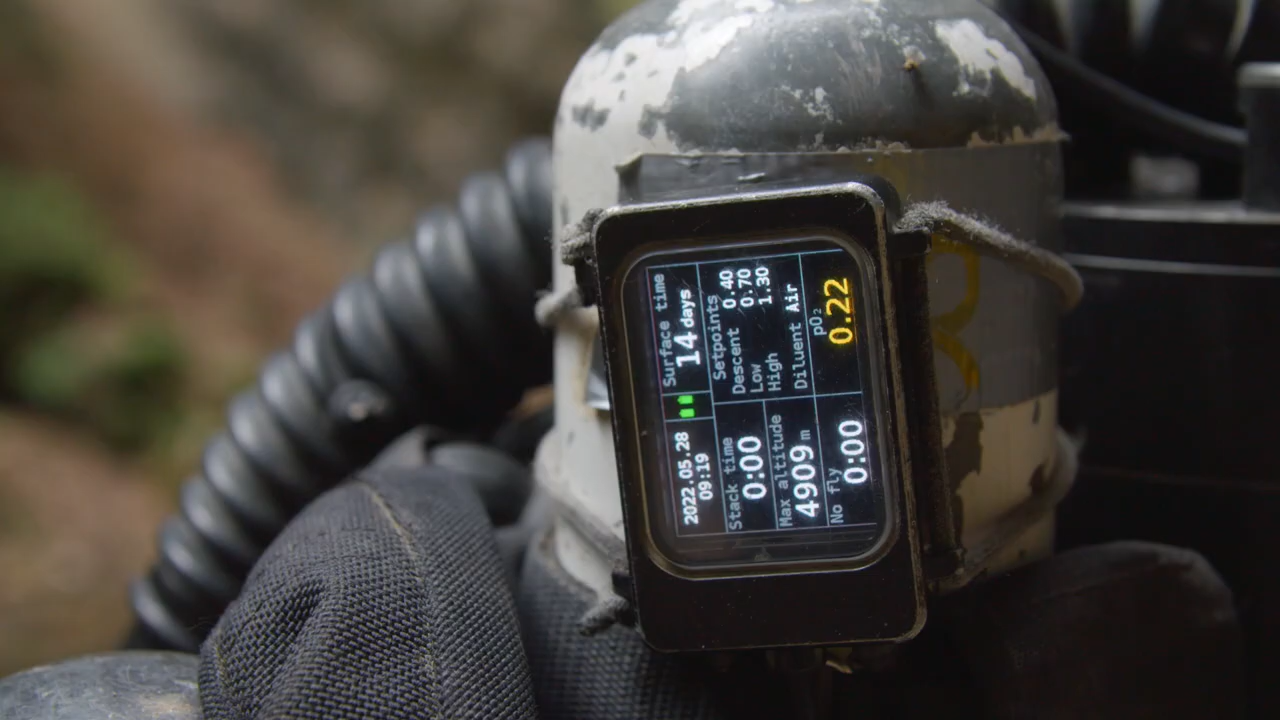 2022.05.28
09:19
Surface time
14 days
Stack time
0:00
Max altitude
4909 m
No fly
0:00
Setpoints
Descent 0.40
Low 0.70
High 1.30
Diluent Air
pO₂
0.22